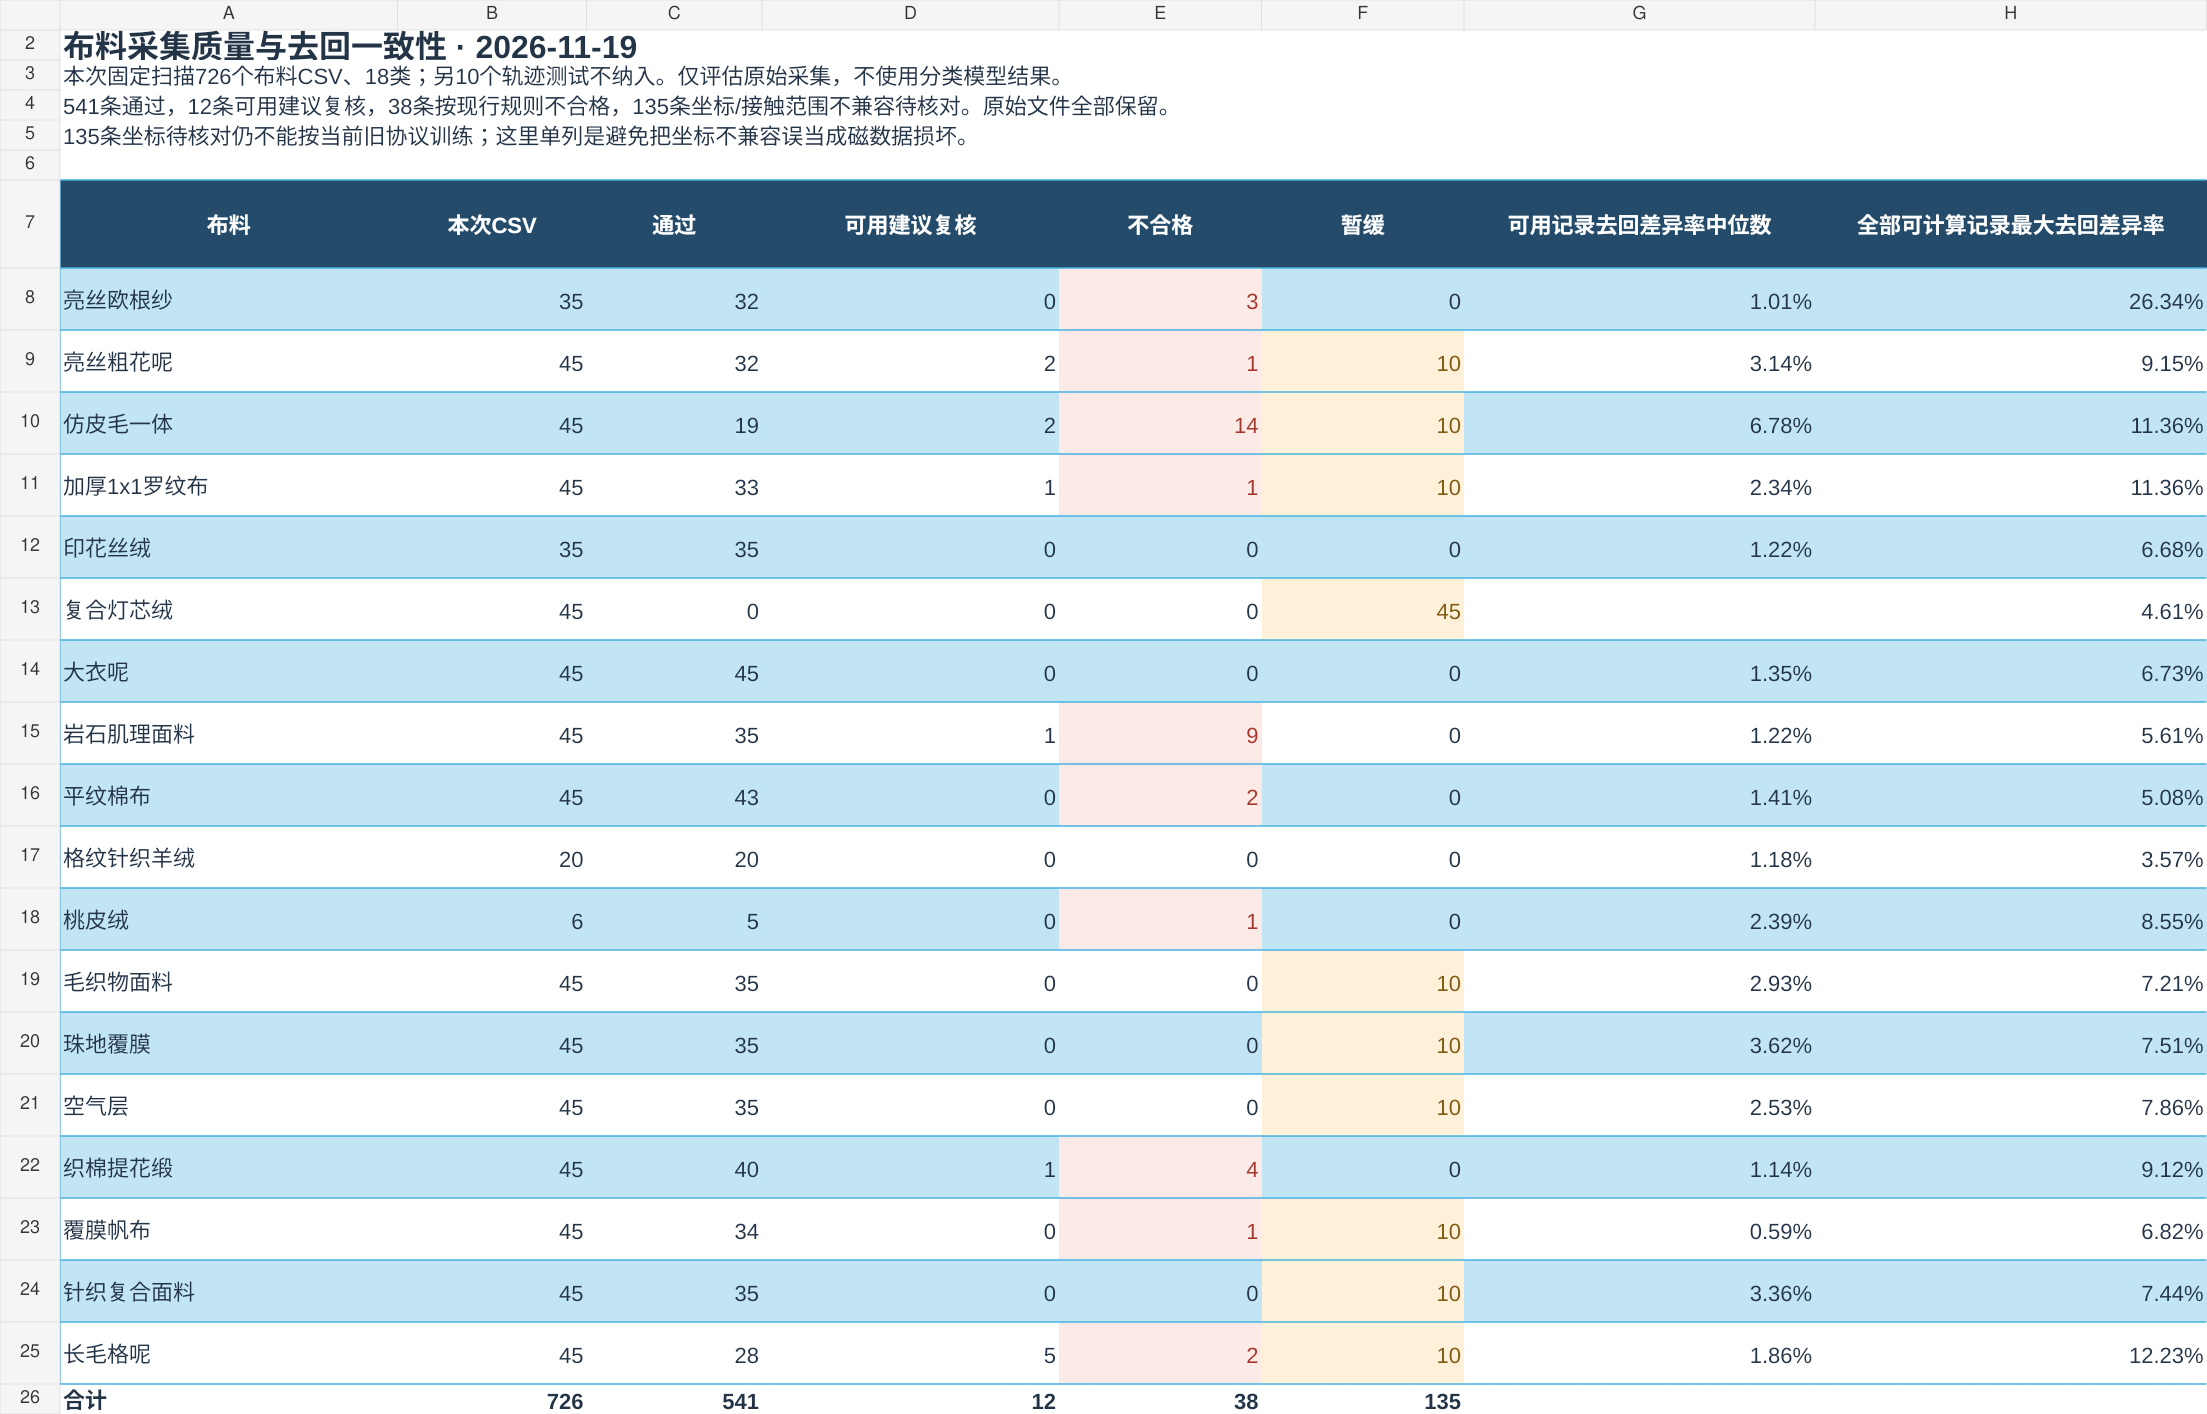 A B C D E F G H
2 布料采集质量与去回一致性 · 2026-11-19
3 本次固定扫描726个布料CSV、18类；另10个轨迹测试不纳入。仅评估原始采集，不使用分类模型结果。
4 541条通过，12条可用建议复核，38条按现行规则不合格，135条坐标/接触范围不兼容待核对。原始文件全部保留。
5 135条坐标待核对仍不能按当前旧协议训练；这里单列是避免把坐标不兼容误当成磁数据损坏。
6
7 布料 本次CSV 通过 可用建议复核 不合格 暂缓 可用记录去回差异率中位数 全部可计算记录最大去回差异率
8 亮丝欧根纱 35 32 0 3 0 1.01% 26.34%
9 亮丝粗花呢 45 32 2 1 10 3.14% 9.15%
10 仿皮毛一体 45 19 2 14 10 6.78% 11.36%
11 加厚1x1罗纹布 45 33 1 1 10 2.34% 11.36%
12 印花丝绒 35 35 0 0 0 1.22% 6.68%
13 复合灯芯绒 45 0 0 0 45 4.61%
14 大衣呢 45 45 0 0 0 1.35% 6.73%
15 岩石肌理面料 45 35 1 9 0 1.22% 5.61%
16 平纹棉布 45 43 0 2 0 1.41% 5.08%
17 格纹针织羊绒 20 20 0 0 0 1.18% 3.57%
18 桃皮绒 6 5 0 1 0 2.39% 8.55%
19 毛织物面料 45 35 0 0 10 2.93% 7.21%
20 珠地覆膜 45 35 0 0 10 3.62% 7.51%
21 空气层 45 35 0 0 10 2.53% 7.86%
22 织棉提花缎 45 40 1 4 0 1.14% 9.12%
23 覆膜帆布 45 34 0 1 10 0.59% 6.82%
24 针织复合面料 45 35 0 0 10 3.36% 7.44%
25 长毛格呢 45 28 5 2 10 1.86% 12.23%
26 合计 726 541 12 38 135